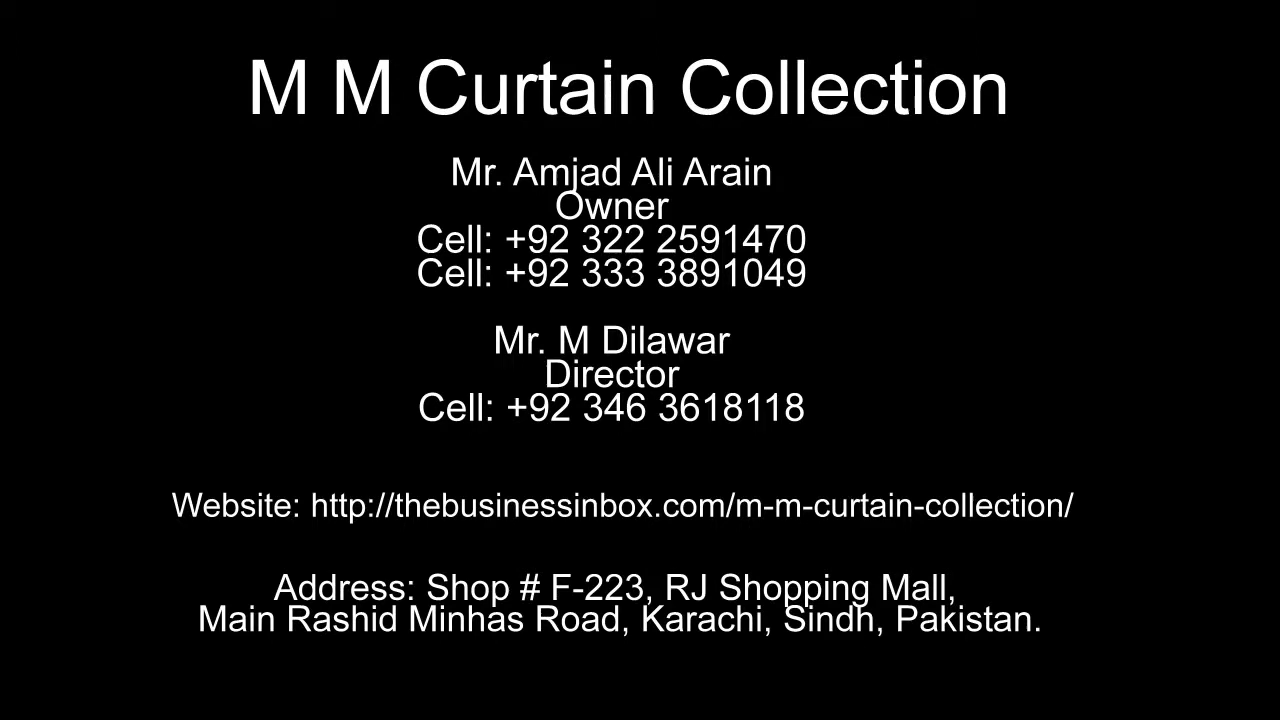 M M Curtain Collection
Mr. Amjad Ali Arain
Owner
Cell: +92 322 2591470
Cell: +92 333 3891049
Mr. M Dilawar
Director
Cell: +92 346 3618118
Website: http://thebusinessinbox.com/m-m-curtain-collection/
Address: Shop # F-223, RJ Shopping Mall,
Main Rashid Minhas Road, Karachi, Sindh, Pakistan.